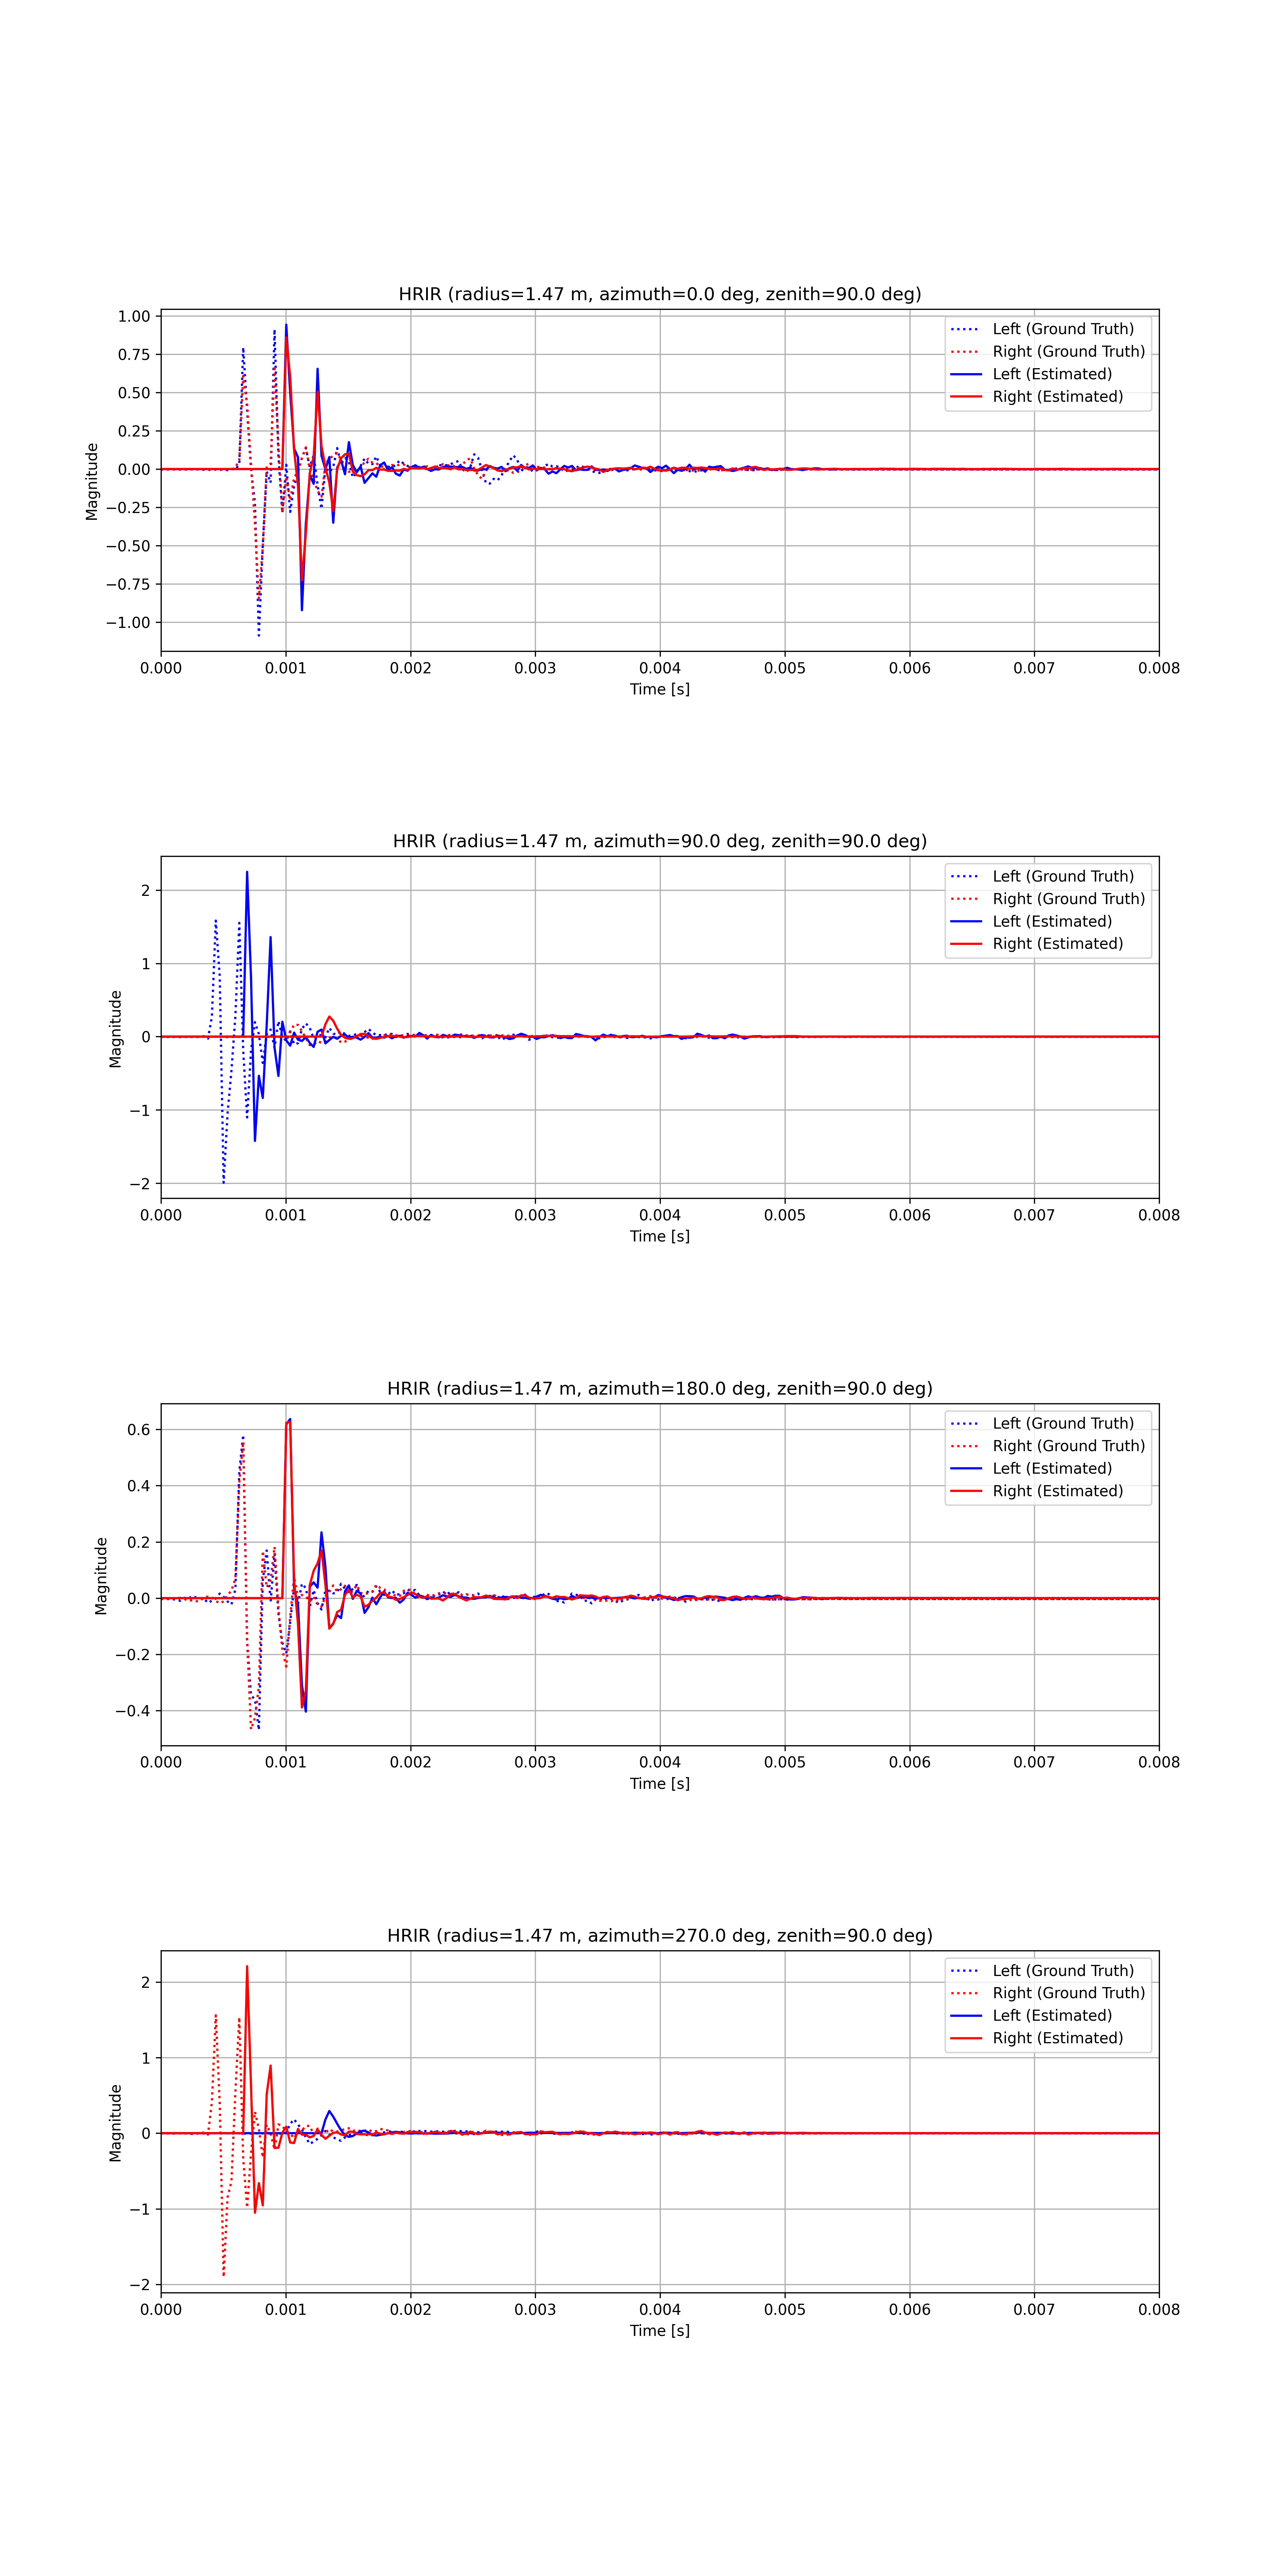 HRIR (radius=1.47 m, azimuth=0.0 deg, zenith=90.0 deg)
1.00
0.75
0.50
0.25
0.00
−0.25
−0.50
−0.75
−1.00
Magnitude
Left (Ground Truth)
Right (Ground Truth)
Left (Estimated)
Right (Estimated)
0.000 0.001 0.002 0.003 0.004 0.005 0.006 0.007 0.008
Time [s]
HRIR (radius=1.47 m, azimuth=90.0 deg, zenith=90.0 deg)
2
1
0
−1
−2
Magnitude
Left (Ground Truth)
Right (Ground Truth)
Left (Estimated)
Right (Estimated)
0.000 0.001 0.002 0.003 0.004 0.005 0.006 0.007 0.008
Time [s]
HRIR (radius=1.47 m, azimuth=180.0 deg, zenith=90.0 deg)
0.6
0.4
0.2
0.0
−0.2
−0.4
Magnitude
Left (Ground Truth)
Right (Ground Truth)
Left (Estimated)
Right (Estimated)
0.000 0.001 0.002 0.003 0.004 0.005 0.006 0.007 0.008
Time [s]
HRIR (radius=1.47 m, azimuth=270.0 deg, zenith=90.0 deg)
2
1
0
−1
−2
Magnitude
Left (Ground Truth)
Right (Ground Truth)
Left (Estimated)
Right (Estimated)
0.000 0.001 0.002 0.003 0.004 0.005 0.006 0.007 0.008
Time [s]